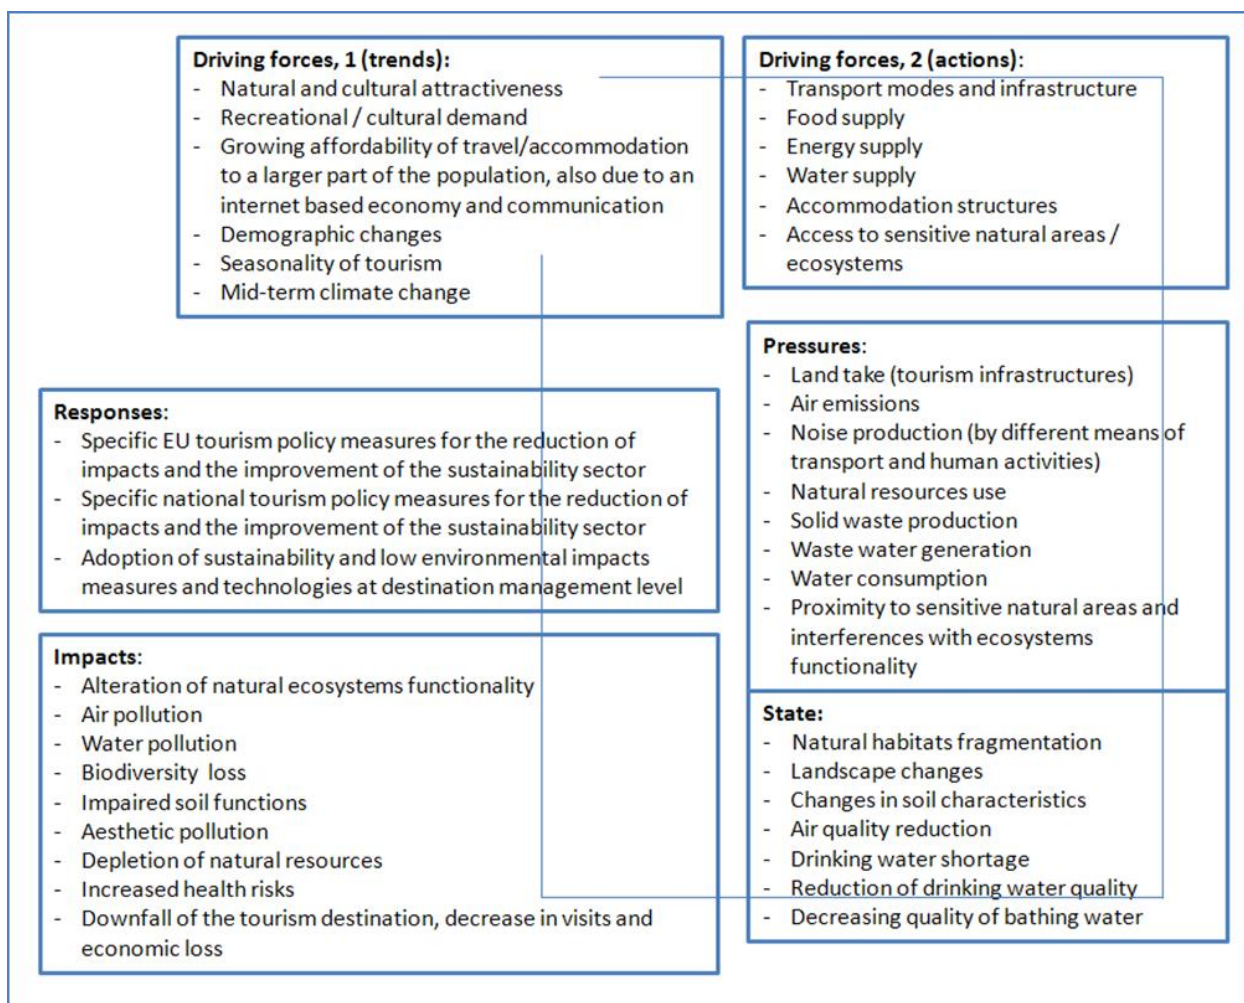 Driving forces, 1 (trends):
- Natural and cultural attractiveness
- Recreational / cultural demand
- Growing affordability of travel/accommodation
to a larger part of the population, also due to an
internet based economy and communication
- Demographic changes
- Seasonality of tourism
- Mid-term climate change
Driving forces, 2 (actions):
- Transport modes and infrastructure
- Food supply
- Energy supply
- Water supply
- Accommodation structures
- Access to sensitive natural areas /
ecosystems
Pressures:
- Land take (tourism infrastructures)
- Air emissions
- Noise production (by different means of
transport and human activities)
- Natural resources use
- Solid waste production
- Waste water generation
- Water consumption
- Proximity to sensitive natural areas and
interferences with ecosystems
functionality
Responses:
- Specific EU tourism policy measures for the reduction of
impacts and the improvement of the sustainability sector
- Specific national tourism policy measures for the reduction of
impacts and the improvement of the sustainability sector
- Adoption of sustainability and low environmental impacts
measures and technologies at destination management level
Impacts:
- Alteration of natural ecosystems functionality
- Air pollution
- Water pollution
- Biodiversity loss
- Impaired soil functions
- Aesthetic pollution
- Depletion of natural resources
- Increased health risks
- Downfall of the tourism destination, decrease in visits and
economic loss
State:
- Natural habitats fragmentation
- Landscape changes
- Changes in soil characteristics
- Air quality reduction
- Drinking water shortage
- Reduction of drinking water quality
- Decreasing quality of bathing water